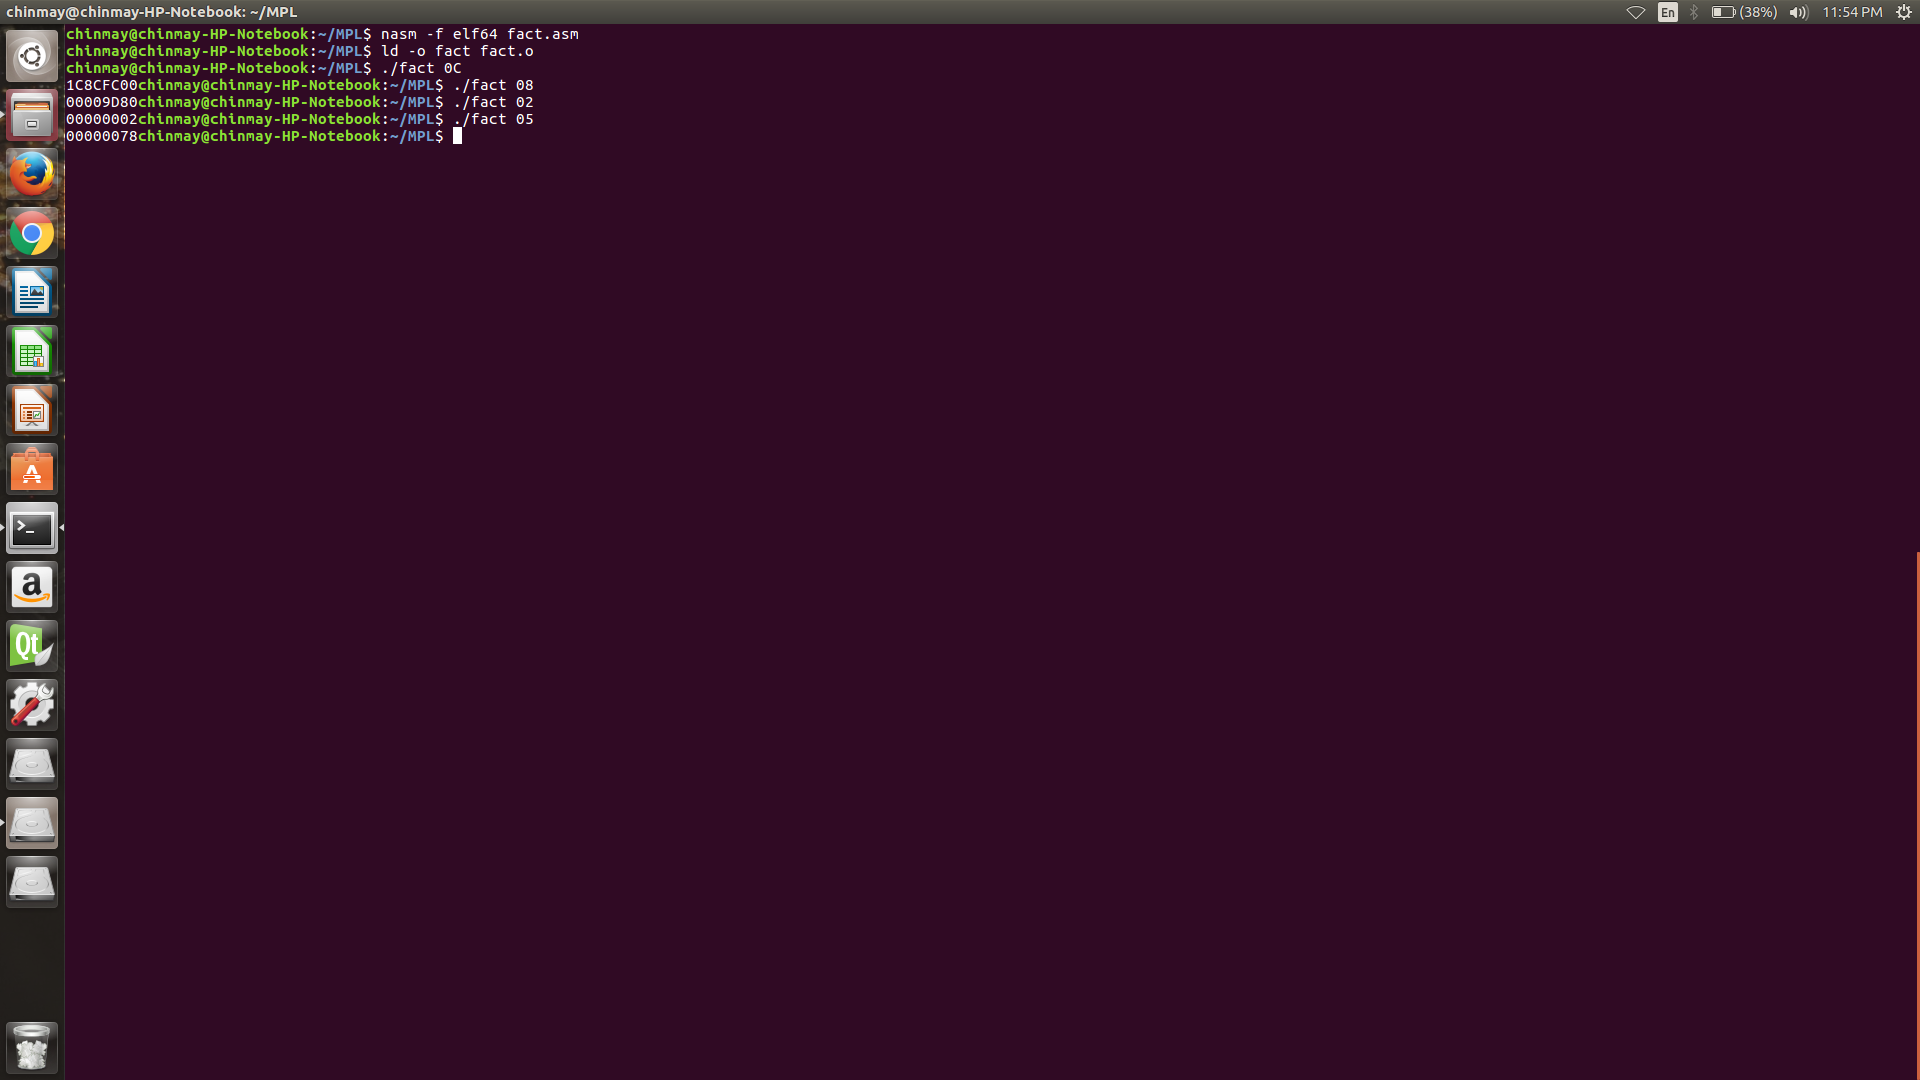 chinmay@chinmay-HP-Notebook: ~/MPL
En
(38%)
11:54 PM
chinmay@chinmay-HP-Notebook:~/MPL$ nasm -f elf64 fact.asm
chinmay@chinmay-HP-Notebook:~/MPL$ ld -o fact fact.o
chinmay@chinmay-HP-Notebook:~/MPL$ ./fact 0C
1C8CFC00chinmay@chinmay-HP-Notebook:~/MPL$ ./fact 08
00009D80chinmay@chinmay-HP-Notebook:~/MPL$ ./fact 02
00000002chinmay@chinmay-HP-Notebook:~/MPL$ ./fact 05
00000078chinmay@chinmay-HP-Notebook:~/MPL$
A
>_
a
Qt